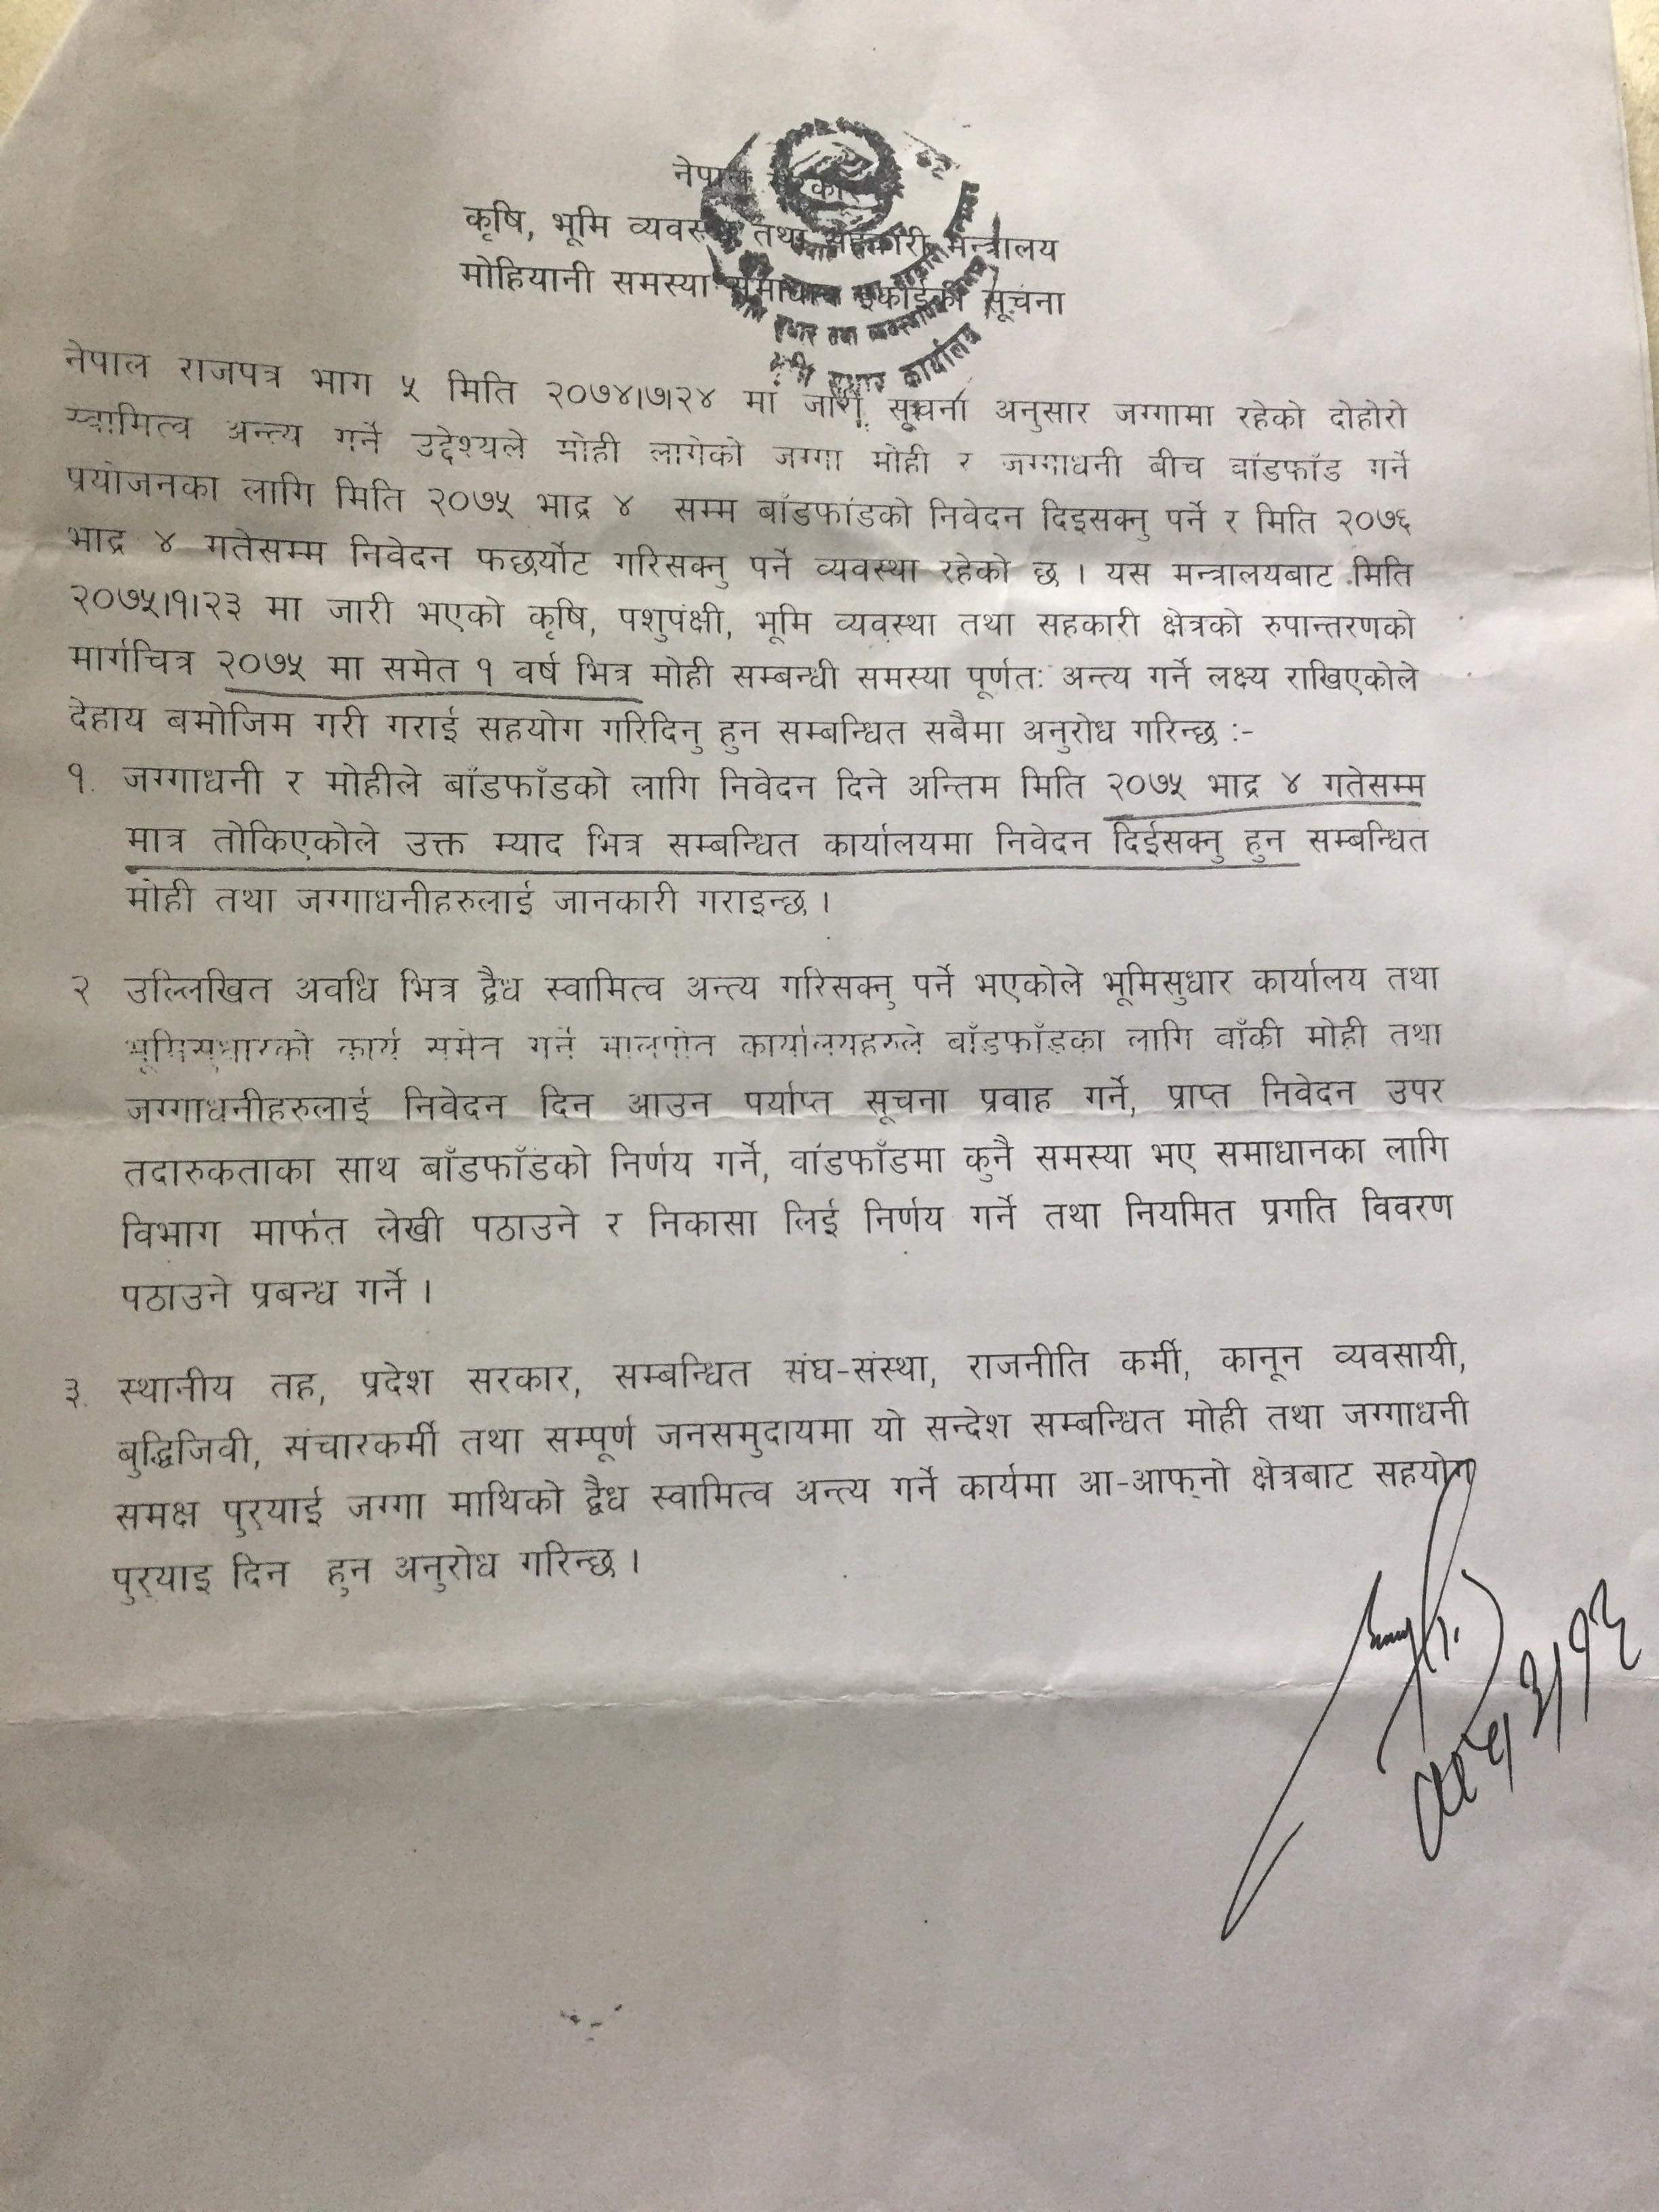 नेपाल सरकार
कृषि, भूमि व्यवस्था तथा सहकारी मन्त्रालय
मोहियानी समस्या समाधान इकाईको सूचना
नेपाल राजपत्र भाग ५ मिति २०७४।७।२४ मा जारी सूचना अनुसार जग्गामा रहेको दोहोरो
स्वामित्व अन्त्य गर्ने उद्देश्यले मोही लागेको जग्गा मोही र जग्गाधनी बीच बाँडफाँड गर्ने
प्रयोजनका लागि मिति २०७५ भाद्र ४ सम्म बाँडफांडको निवेदन दिइसक्नु पर्ने र मिति २०७६
भाद्र ४ गतेसम्म निवेदन फछर्योट गरिसक्नु पर्ने व्यवस्था रहेको छ । यस मन्त्रालयबाट मिति
२०७५।१।२३ मा जारी भएको कृषि, पशुपंक्षी, भूमि व्यवस्था तथा सहकारी क्षेत्रको रुपान्तरणको
मार्गचित्र २०७५ मा समेत १ वर्ष भित्र मोही सम्बन्धी समस्या पूर्णतः अन्त्य गर्ने लक्ष्य राखिएकोले
देहाय बमोजिम गरी गराई सहयोग गरिदिनु हुन सम्बन्धित सबैमा अनुरोध गरिन्छ :-
१. जग्गाधनी र मोहीले बाँडफाँडको लागि निवेदन दिने अन्तिम मिति २०७५ भाद्र ४ गतेसम्म
मात्र तोकिएकोले उक्त म्याद भित्र सम्बन्धित कार्यालयमा निवेदन दिईसक्नु हुन सम्बन्धित
मोही तथा जग्गाधनीहरुलाई जानकारी गराइन्छ ।
२ उल्लिखित अवधि भित्र द्वैध स्वामित्व अन्त्य गरिसक्नु पर्ने भएकोले भूमिसुधार कार्यालय तथा
भूमिसुधारको कार्य समेत गर्ने मालपोत कार्यालयहरुले बाँडफाँडका लागि बाँकी मोही तथा
जग्गाधनीहरुलाई निवेदन दिन आउन पर्याप्त सूचना प्रवाह गर्ने, प्राप्त निवेदन उपर
तदारुकताका साथ बाँडफाँडको निर्णय गर्ने, वांडफाँडमा कुनै समस्या भए समाधानका लागि
विभाग मार्फत लेखी पठाउने र निकासा लिई निर्णय गर्ने तथा नियमित प्रगति विवरण
पठाउने प्रबन्ध गर्ने ।
३. स्थानीय तह, प्रदेश सरकार, सम्बन्धित संघ-संस्था, राजनीति कर्मी, कानून व्यवसायी,
बुद्धिजिवी, संचारकर्मी तथा सम्पूर्ण जनसमुदायमा यो सन्देश सम्बन्धित मोही तथा जग्गाधनी
समक्ष पुर्‍याई जग्गा माथिको द्वैध स्वामित्व अन्त्य गर्ने कार्यमा आ-आफ्नो क्षेत्रबाट सहयोग
पुर्‍याइ दिन हुन अनुरोध गरिन्छ ।